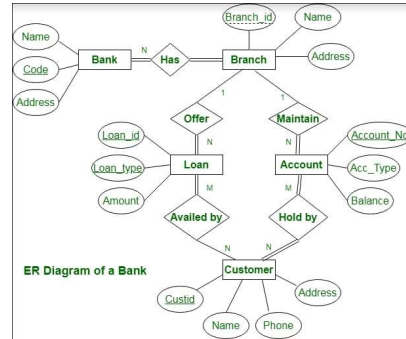 Branch_id
Name
Name
N
Bank
Has
Branch
Code
Address
Address
1
1
Offer
Maintain
Loan_id
N
N
Account_No
Loan_type
Loan
Account
Acc_Type
M
M
Amount
Balance
Availed by
Hold by
N
N
ER Diagram of a Bank
Customer
Address
Custid
Name
Phone